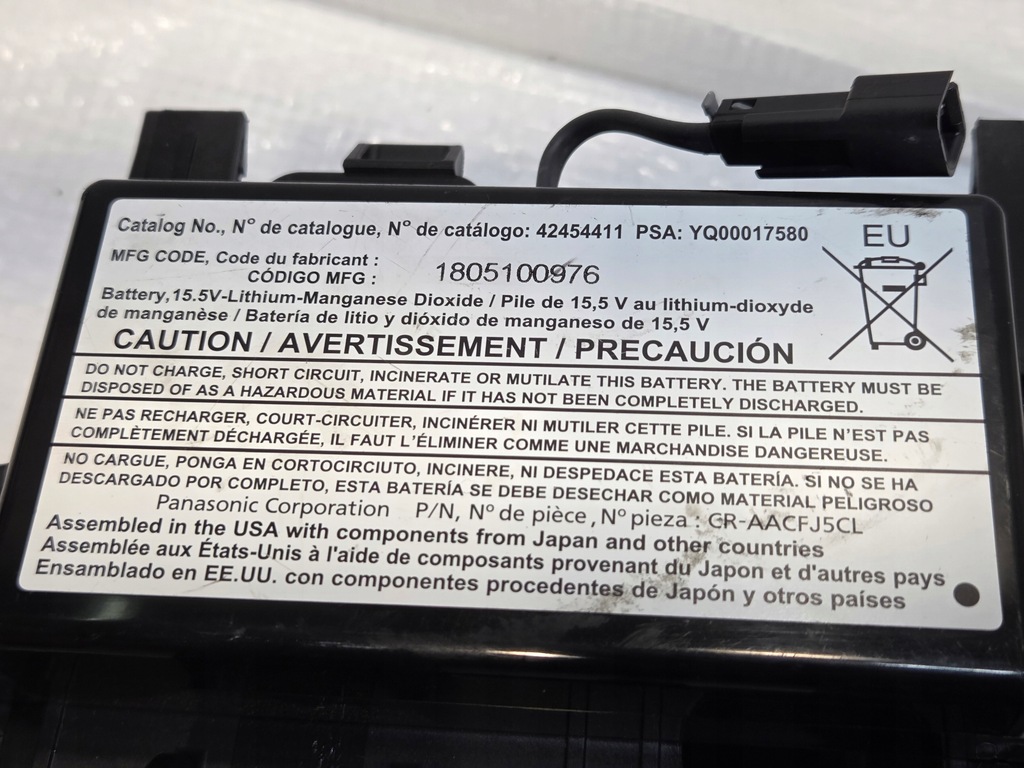 Catalog No., N° de catalogue, N° de catálogo: 42454411 PSA: YQ00017580
EU
MFG CODE, Code du fabricant :
CÓDIGO MFG : 1805100976
Battery,15.5V-Lithium-Manganese Dioxide / Pile de 15,5 V au lithium-dioxyde
de manganèse / Batería de litio y dióxido de manganeso de 15,5 V
CAUTION / AVERTISSEMENT / PRECAUCIÓN
DO NOT CHARGE, SHORT CIRCUIT, INCINERATE OR MUTILATE THIS BATTERY. THE BATTERY MUST BE
DISPOSED OF AS A HAZARDOUS MATERIAL IF IT HAS NOT BEEN COMPLETELY DISCHARGED.
NE PAS RECHARGER, COURT-CIRCUITER, INCINÉRER NI MUTILER CETTE PILE. SI LA PILE N'EST PAS
COMPLÈTEMENT DÉCHARGÉE, IL FAUT L'ÉLIMINER COMME UNE MARCHANDISE DANGEREUSE.
NO CARGUE, PONGA EN CORTOCIRCIUTO, INCINERE, NI DESPEDACE ESTA BATERÍA. SI NO SE HA
DESCARGADO POR COMPLETO, ESTA BATERÍA SE DEBE DESECHAR COMO MATERIAL PELIGROSO
Panasonic Corporation P/N, N° de pièce, N° pieza : CR-AACFJ5CL
Assembled in the USA with components from Japan and other countries
Assemblée aux États-Unis à l'aide de composants provenant du Japon et d'autres pays
Ensamblado en EE.UU. con componentes procedentes de Japón y otros países